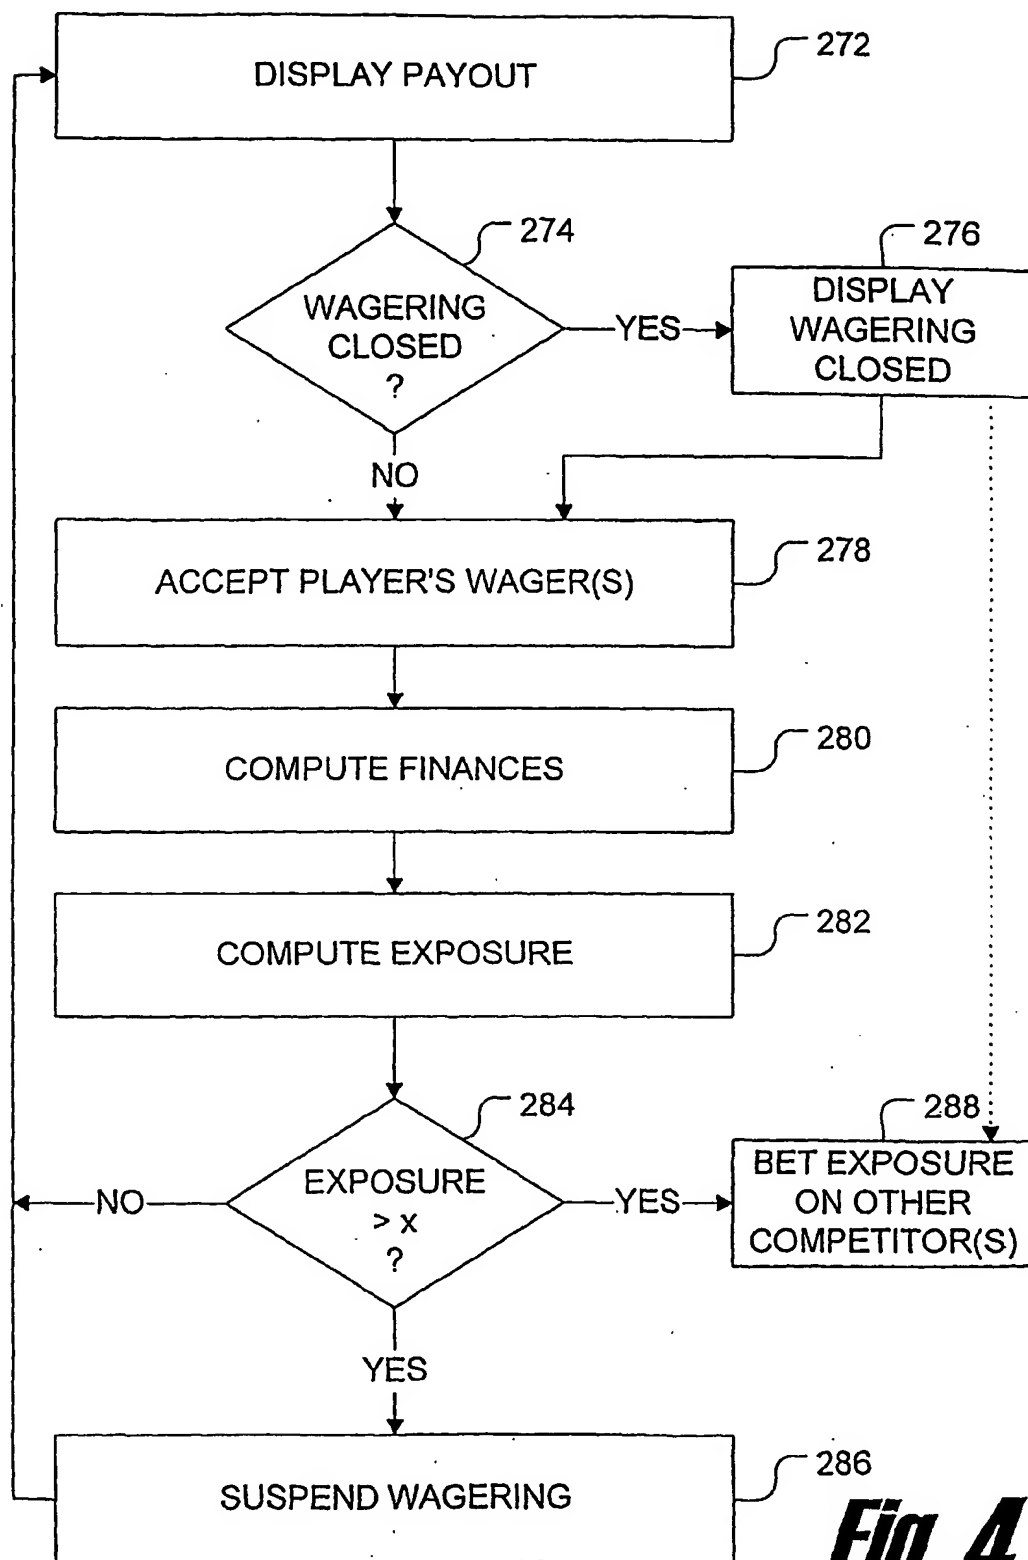 DISPLAY PAYOUT
272
274
WAGERING
CLOSED
?
YES
276
DISPLAY
WAGERING
CLOSED
NO
ACCEPT PLAYER'S WAGER(S)
278
COMPUTE FINANCES
280
COMPUTE EXPOSURE
282
284
EXPOSURE
> x
?
NO
YES
288
BET EXPOSURE
ON OTHER
COMPETITOR(S)
YES
SUSPEND WAGERING
286
Fig. 4